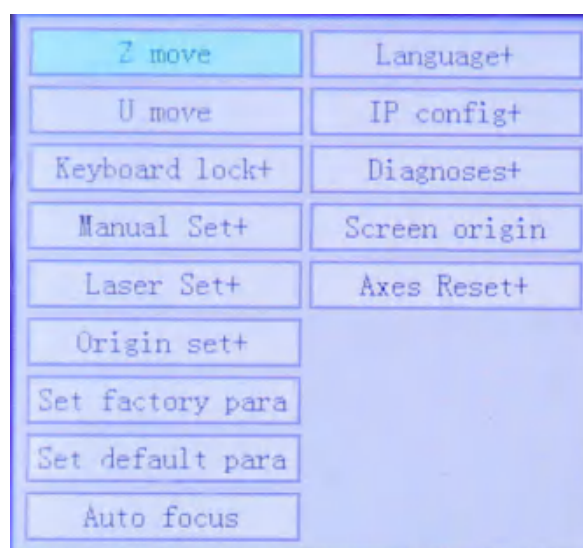 Z move
U move
Keyboard lock+
Manual Set+
Laser Set+
Origin set+
Set factory para
Set default para
Auto focus
Language+
IP config+
Diagnoses+
Screen origin
Axes Reset+